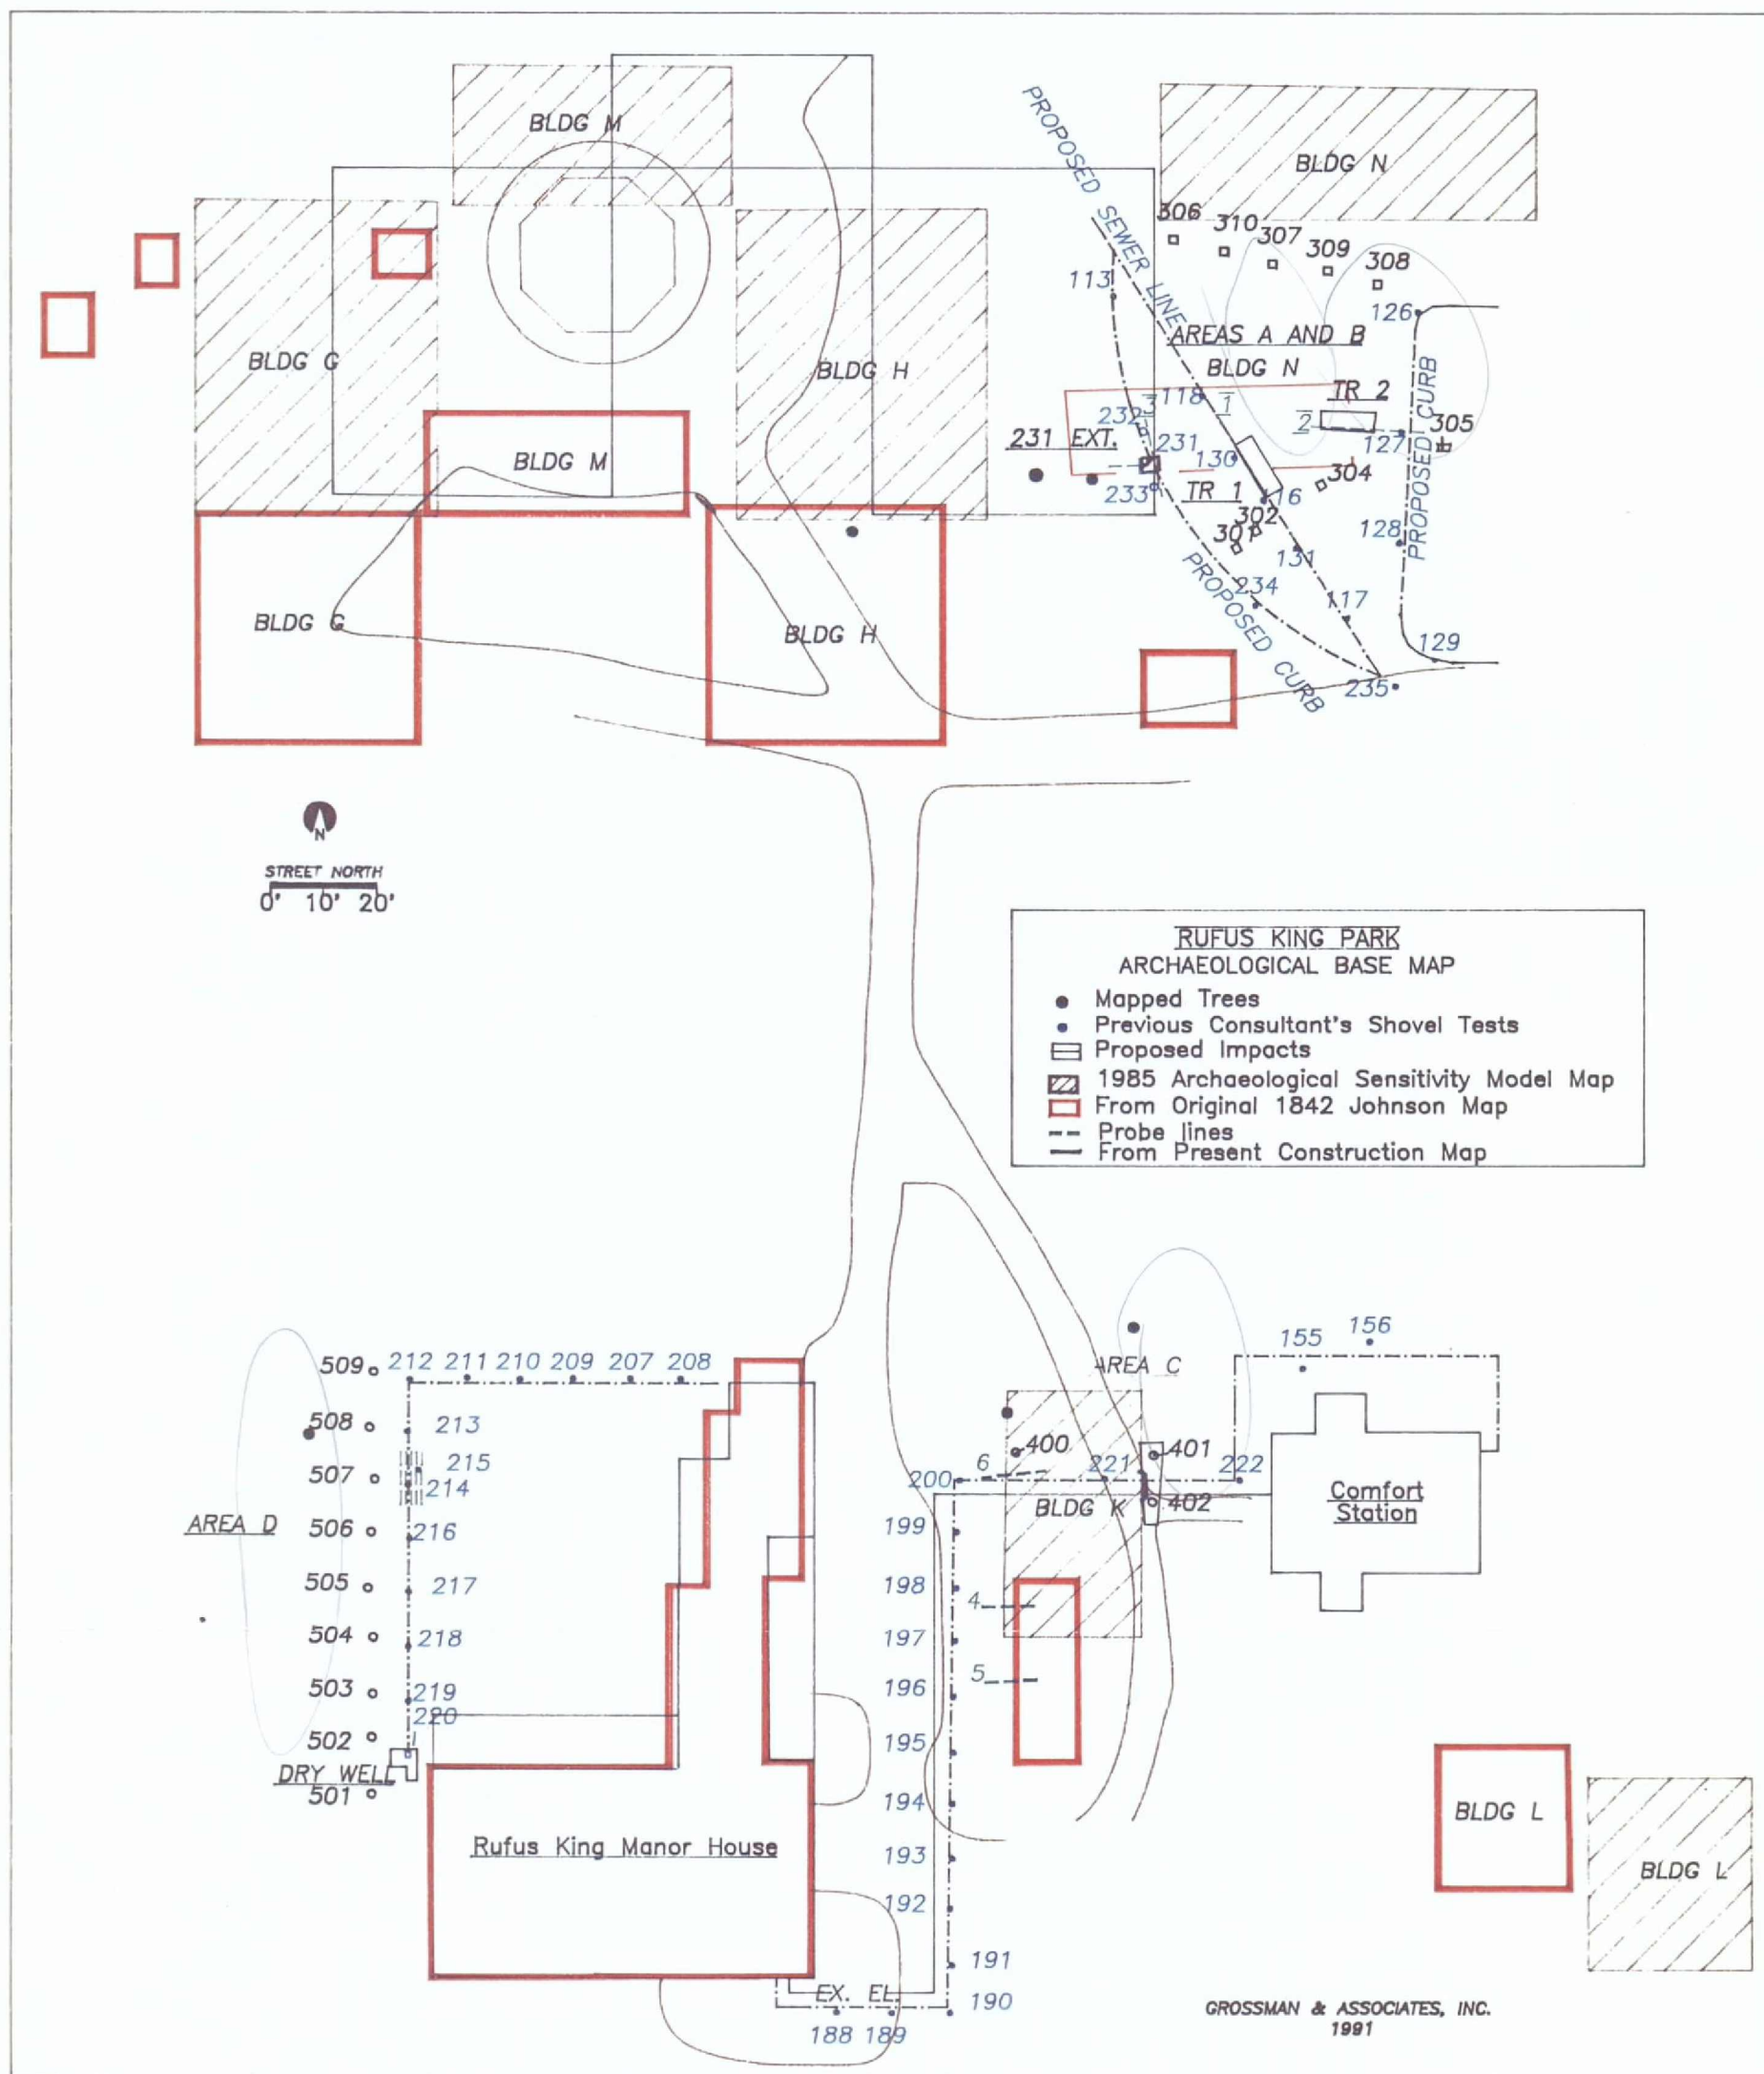 BLDG M
BLDG N
PROPOSED SEWER LINE
306
310
307
309
308
113
126
AREAS A AND B
BLDG G
BLDG H
BLDG N
PROPOSED CURB
TR 2
118
1
3
232
2
127
305
231 EXT.
231
130
BLDG M
304
233
TR 1
116
302
301
128
131
BLDG G
BLDG H
234
117
PROPOSED CURB
129
235
N
STREET NORTH
0' 10' 20'
RUFUS KING PARK
ARCHAEOLOGICAL BASE MAP
Mapped Trees
Previous Consultant's Shovel Tests
Proposed Impacts
1985 Archaeological Sensitivity Model Map
From Original 1842 Johnson Map
Probe lines
From Present Construction Map
155
156
509
212 211 210 209 207 208
AREA C
508
213
400
401
507
215
6
221
222
214
200
Comfort
Station
BLDG K
402
AREA D
506
216
199
505
217
198
4
504
218
197
503
219
196
5
220
502
195
DRY WELL
501
194
BLDG L
Rufus King Manor House
193
BLDG L
192
191
EX. EL.
190
188 189
GROSSMAN & ASSOCIATES, INC.
1991